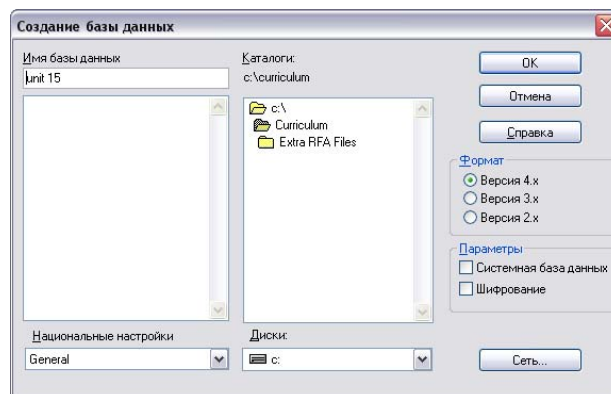 Создание базы данных
Имя базы данных
unit 15
Каталоги:
c:\curriculum
c:\
Curriculum
Extra RFA Files
Национальные настройки
General
Диски:
c:
OK
Отмена
Справка
Формат
Версия 4.x
Версия 3.x
Версия 2.x
Параметры
Системная база данных
Шифрование
Сеть...